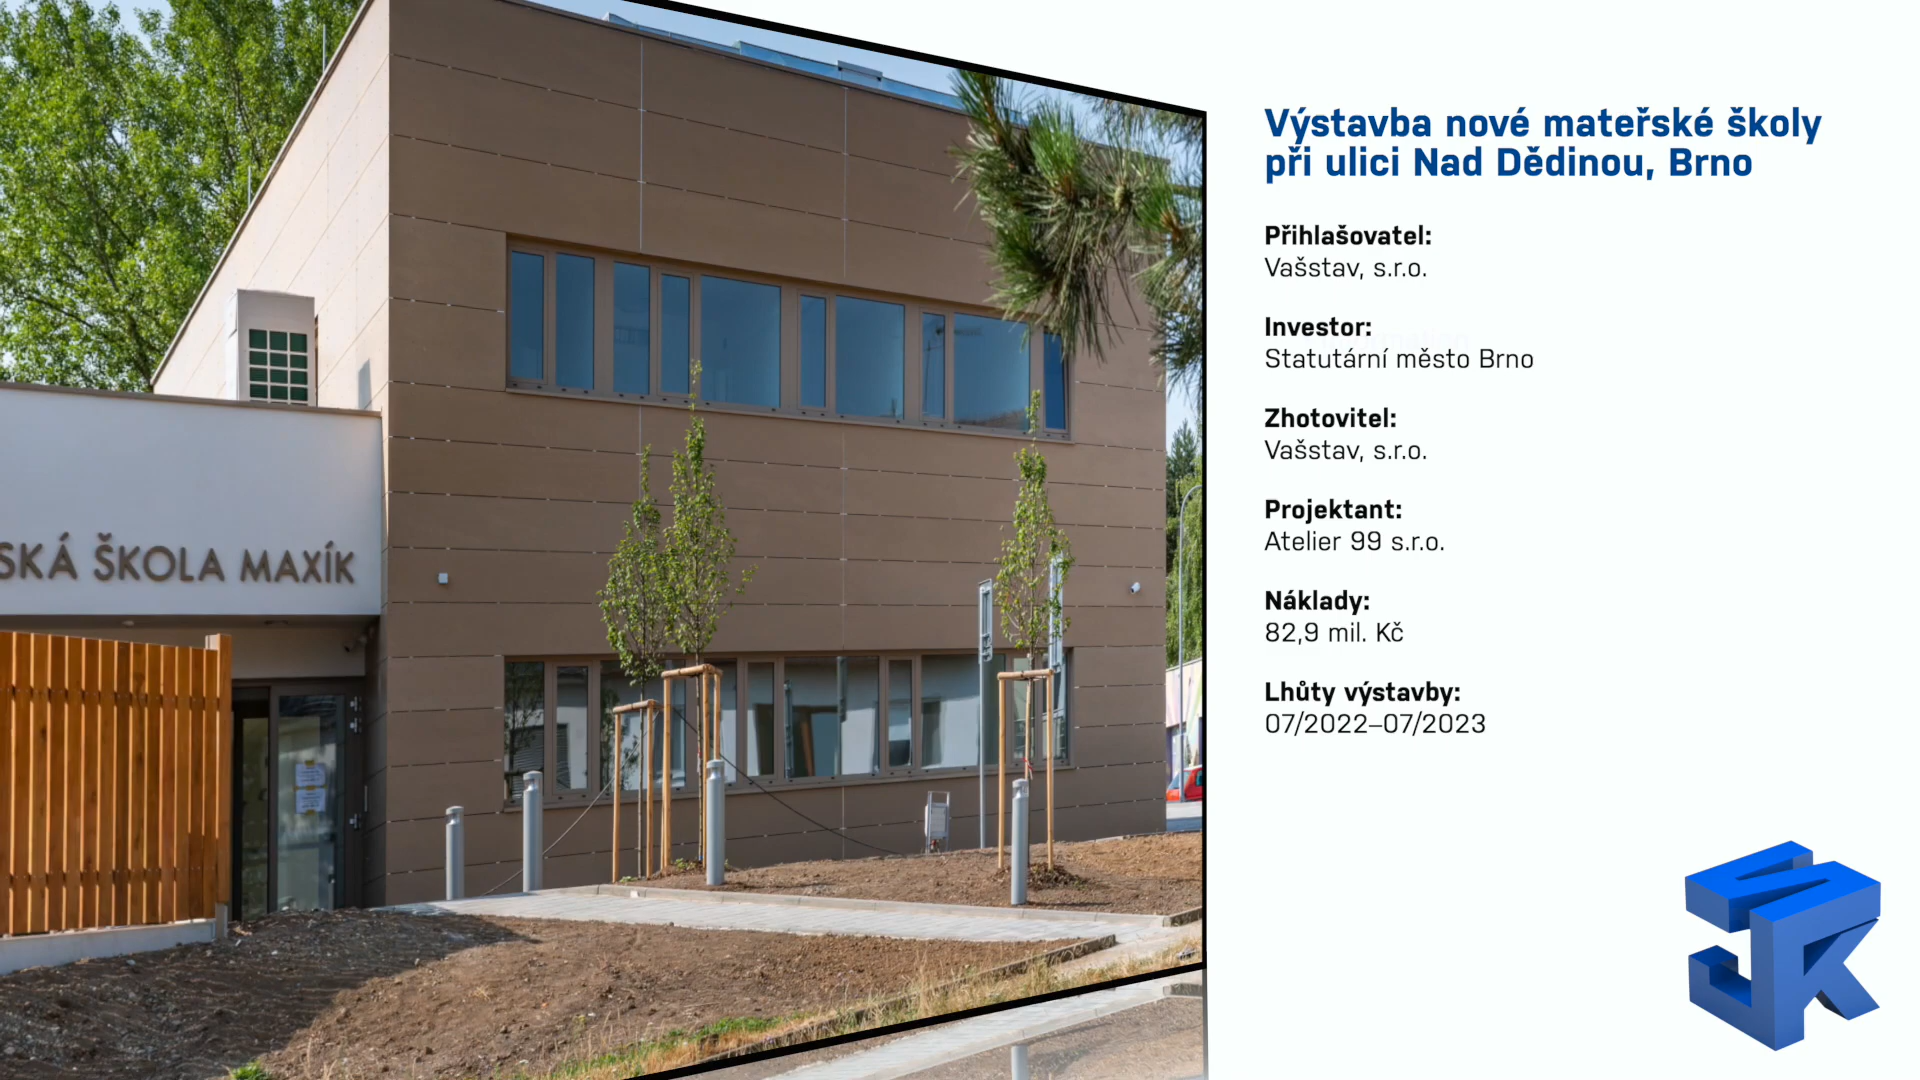 SKÁ ŠKOLA MAXÍK
Výstavba nové mateřské školy
při ulici Nad Dědinou, Brno
Přihlašovatel:
Vašstav, s.r.o.
Investor:
Statutární město Brno
Zhotovitel:
Vašstav, s.r.o.
Projektant:
Atelier 99 s.r.o.
Náklady:
82,9 mil. Kč
Lhůty výstavby:
07/2022–07/2023
SJK